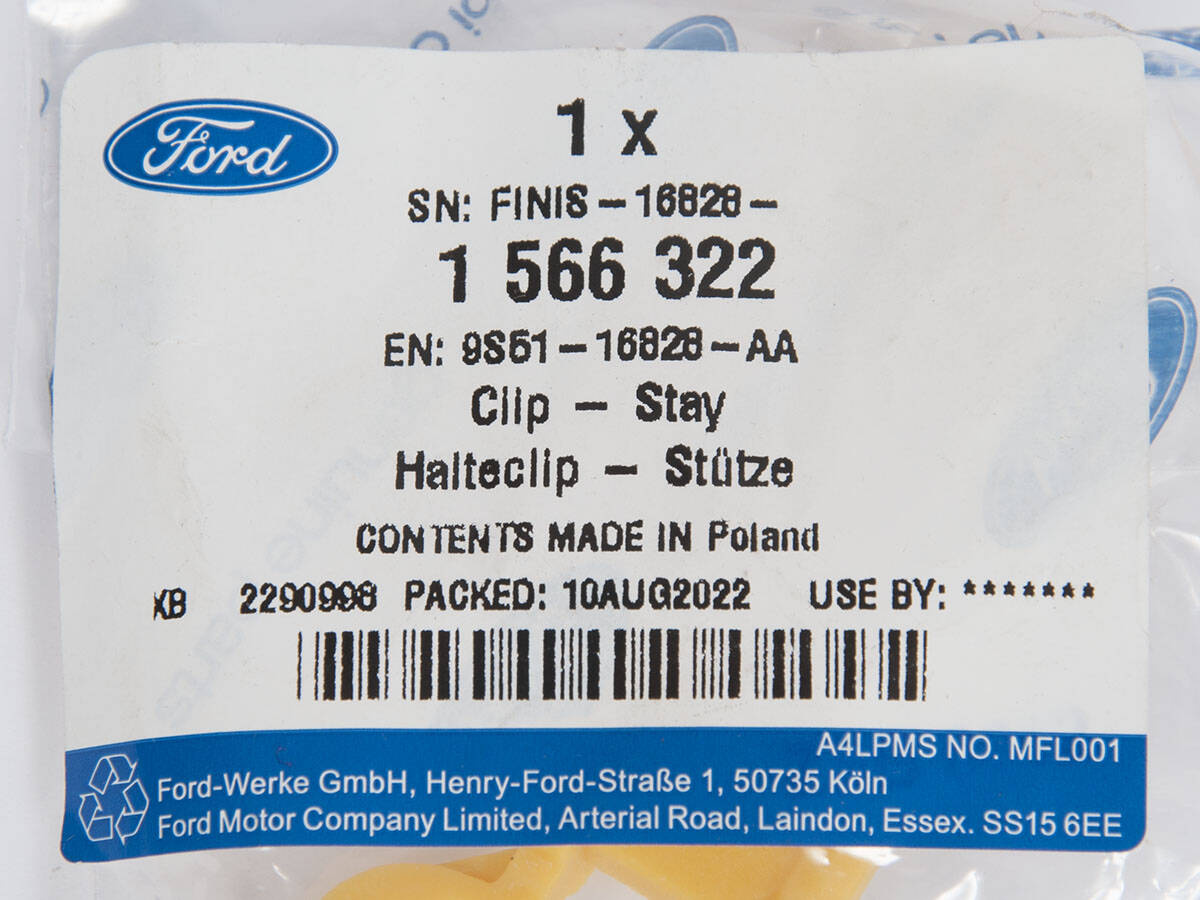 Ford
1 x
SN: FINIS-16828-
1 566 322
EN: 9S51-16828-AA
Clip - Stay
Halteclip - Stütze
CONTENTS MADE IN Poland
XB 2290998 PACKED: 10AUG2022 USE BY: *******
A4LPMS NO. MFL001
Ford-Werke GmbH, Henry-Ford-Straße 1, 50735 Köln
Ford Motor Company Limited, Arterial Road, Laindon, Essex. SS15 6EE